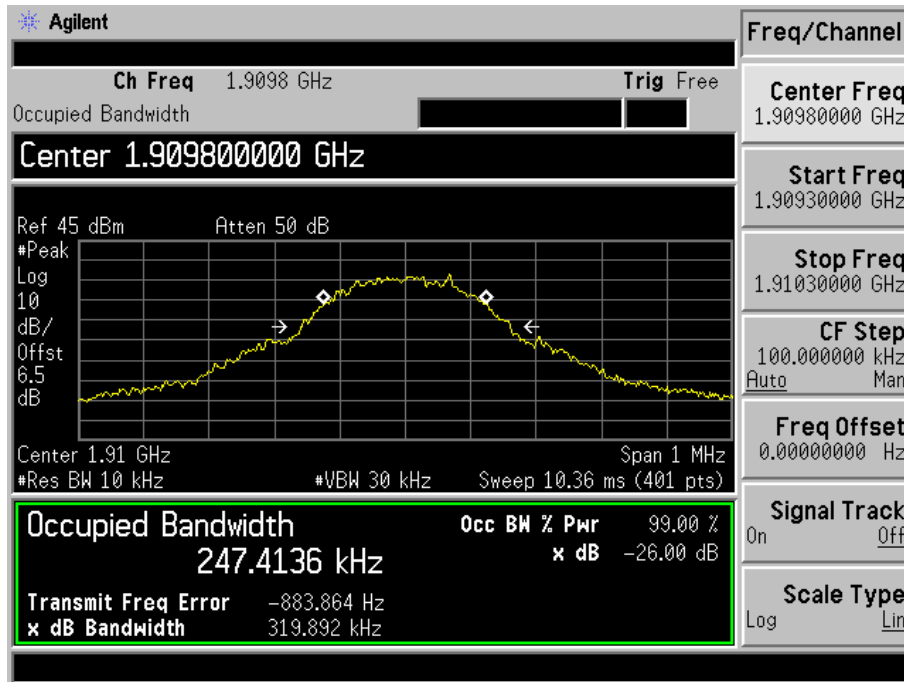 Agilent
Freq/Channel
Ch Freq 1.9098 GHz Trig Free
Occupied Bandwidth
Center 1.909800000 GHz
Ref 45 dBm Atten 50 dB
#Peak
Log
10
dB/
Offst
6.5
dB
Center 1.91 GHz Span 1 MHz
#Res BW 10 kHz #VBW 30 kHz Sweep 10.36 ms (401 pts)
Occupied Bandwidth
247.4136 kHz
Occ BW % Pwr 99.00 %
x dB -26.00 dB
Transmit Freq Error -883.864 Hz
x dB Bandwidth 319.892 kHz
Center Freq
1.90980000 GHz
Start Freq
1.90930000 GHz
Stop Freq
1.91030000 GHz
CF Step
100.000000 kHz
Auto Man
Freq Offset
0.00000000 Hz
Signal Track
On Off
Scale Type
Log Lin